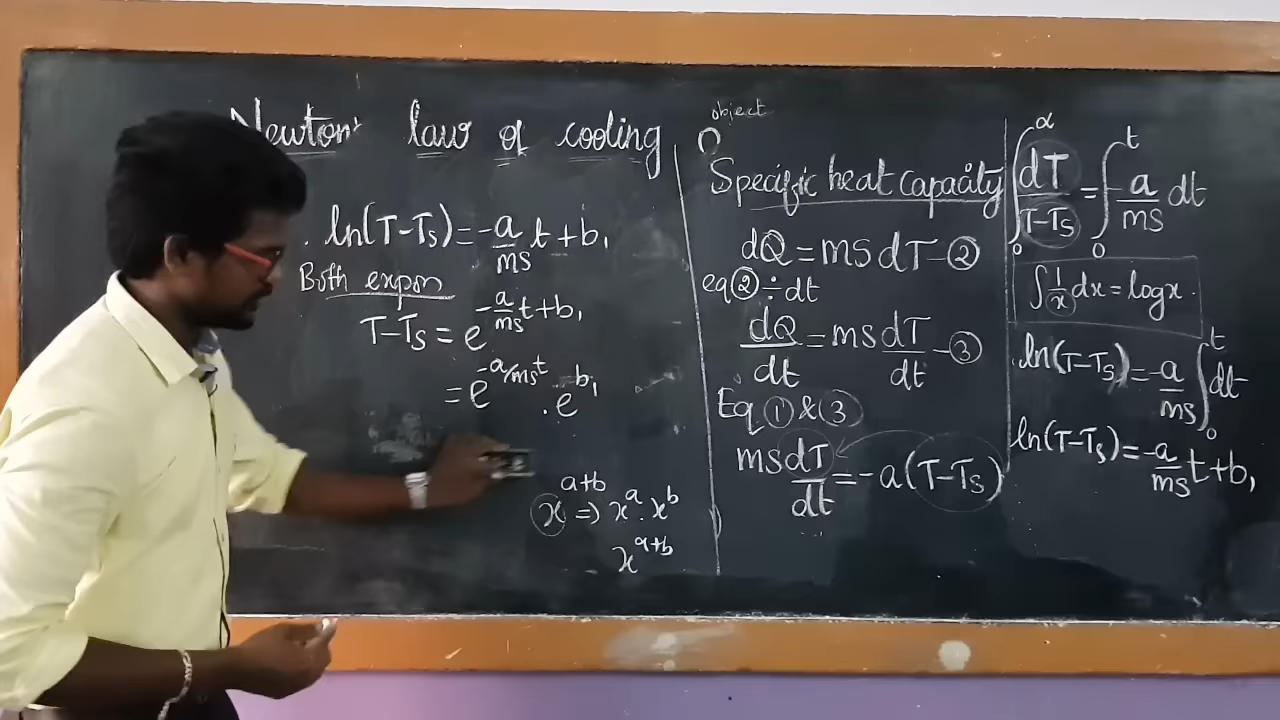 Newton's law of cooling
ln(T-Ts) = -a/ms t + b₁
Both expon
T-Ts = e^(-a/ms t + b₁)
= e^(-a/ms t) . e^(b₁)
x^(a+b) ⇒ x^a . x^b
x^(a+b)
object
Specific heat capacity
dQ = ms dT - ②
eq ② ÷ dt
dQ/dt = ms dT/dt - ③
Eq ① & ③
ms dT/dt = -a(T-Ts)
∫₀^α dT/T-Ts = ∫₀^t -a/ms dt
∫ 1/x dx = log x.
ln(T-Ts) = -a/ms ∫₀^t dt
ln(T-Ts) = -a/ms t + b₁